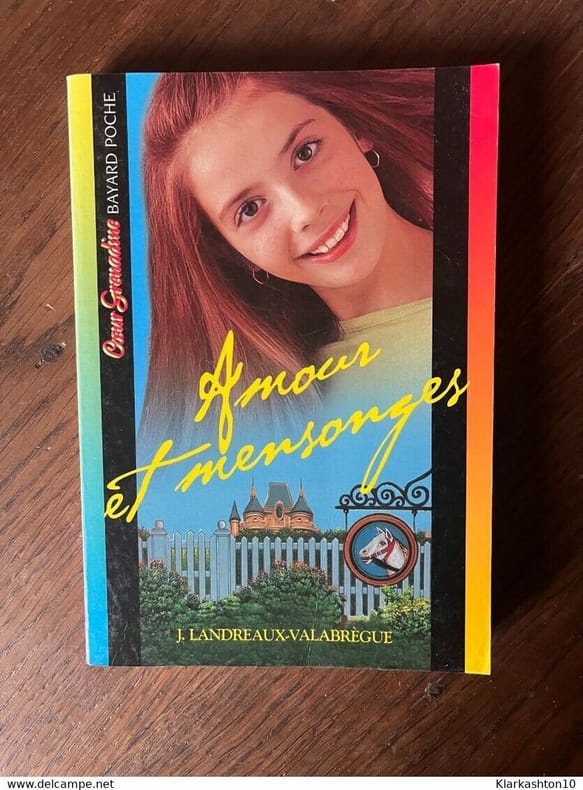 Cœur Grenadine BAYARD POCHE
Amour
et mensonges
J. LANDREAUX-VALABRÈGUE
www.delcampe.net
Klarkashton10